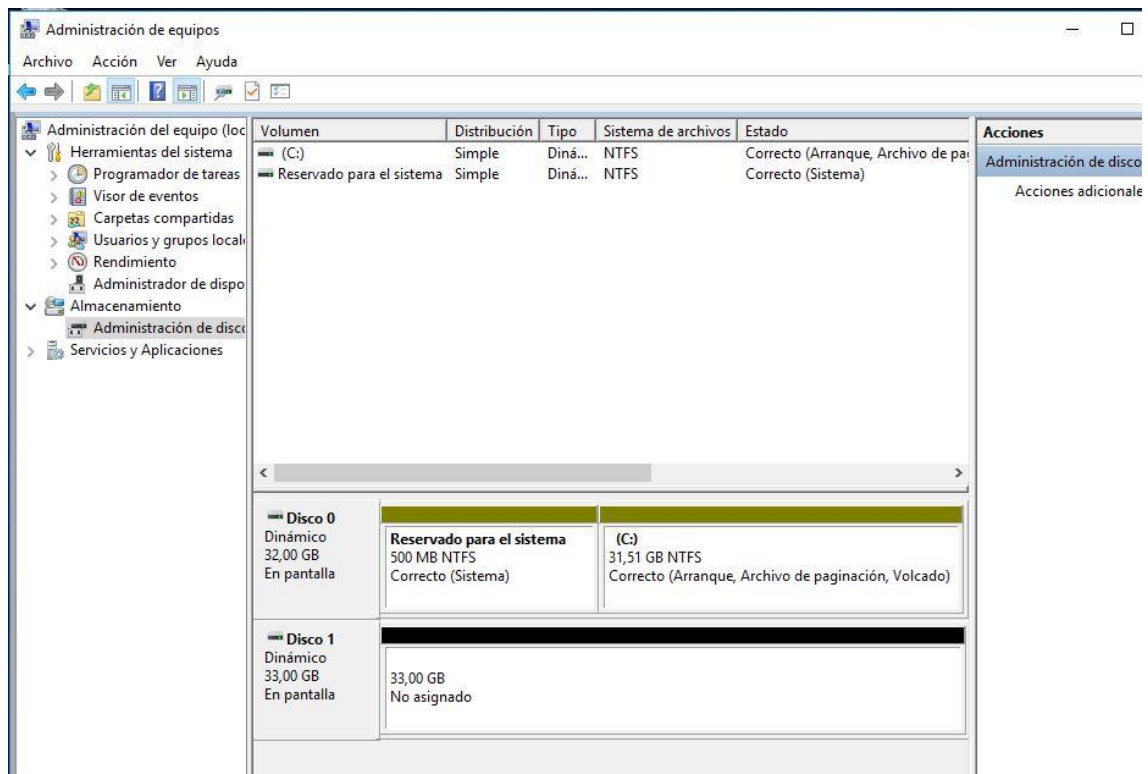 Administración de equipos
Archivo Acción Ver Ayuda
Administración del equipo (loc
Herramientas del sistema
Programador de tareas
Visor de eventos
Carpetas compartidas
Usuarios y grupos local
Rendimiento
Administrador de dispo
Almacenamiento
Administración de disco
Servicios y Aplicaciones
Volumen Distribución Tipo Sistema de archivos Estado
(C:) Simple Diná... NTFS Correcto (Arranque, Archivo de pa
Reservado para el sistema Simple Diná... NTFS Correcto (Sistema)
Disco 0
Dinámico
32,00 GB
En pantalla
Reservado para el sistema
500 MB NTFS
Correcto (Sistema)
(C:)
31,51 GB NTFS
Correcto (Arranque, Archivo de paginación, Volcado)
Disco 1
Dinámico
33,00 GB
En pantalla
33,00 GB
No asignado
Acciones
Administración de disco
Acciones adicionale